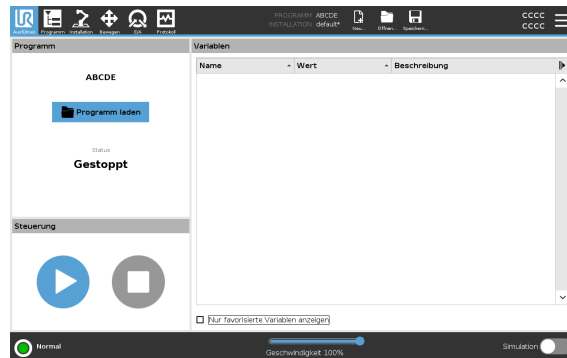 UR
PROGRAMM ABCDE
INSTALLATION default*
CCCC
CCCC
Ausführen Programm Installation Bewegen E/A Protokoll
Neu... Öffnen... Speichern...
Programm
Variablen
ABCDE
Programm laden
Status
Gestoppt
Name Wert Beschreibung
Steuerung
Nur favorisierte Variablen anzeigen
Normal
Geschwindigkeit 100%
Simulation